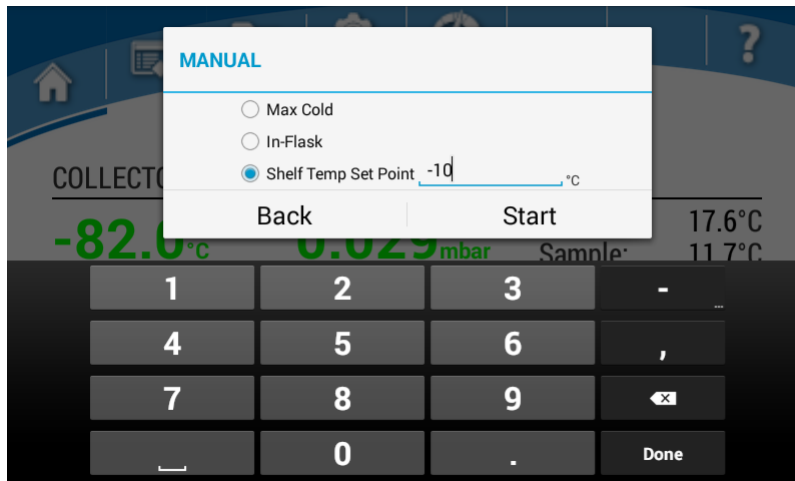 MANUAL
Max Cold
In-Flask
Shelf Temp Set Point -10 °C
Back Start
COLLECTO
-82.0°C 0.029 mbar 17.6°C
Sample: 11.7°C
1 2 3 -
4 5 6 ,
7 8 9
0 . Done